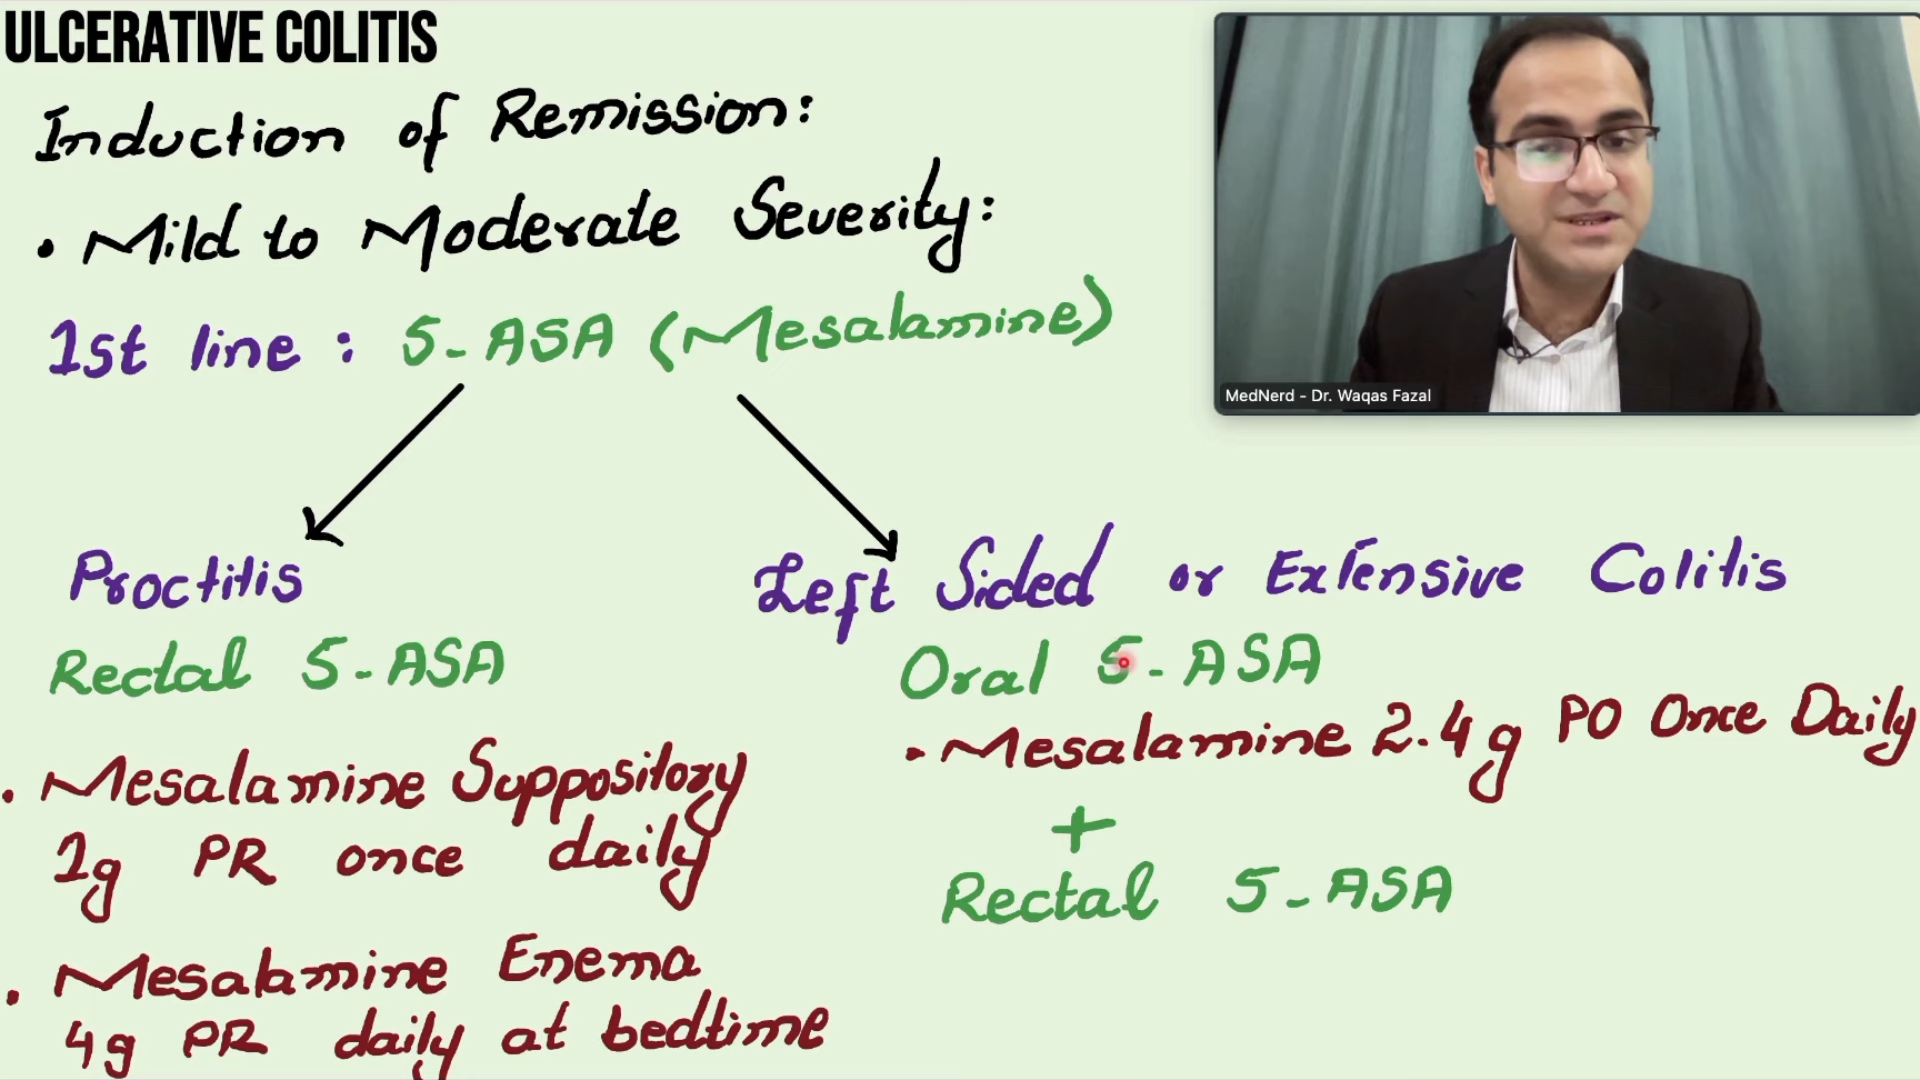 ULCERATIVE COLITIS
Induction of Remission:
• Mild to Moderate Severity:
1st line : 5-ASA (Mesalamine)
MedNerd - Dr. Waqas Fazal
Proctitis
Rectal 5-ASA
• Mesalamine Suppository
1g PR once daily
• Mesalamine Enema
4g PR daily at bedtime
Left Sided or Extensive Colitis
Oral 5-ASA
• Mesalamine 2.4g PO Once Daily
+
Rectal 5-ASA